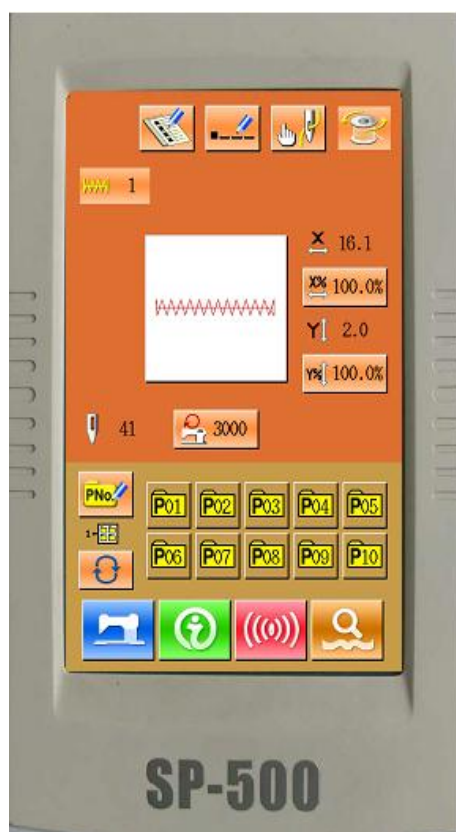 1
X 16.1
X% 100.0%
Y 2.0
Y% 100.0%
41
3000
PNo.
P01 P02 P03 P04 P05
1-
P06 P07 P08 P09 P10
SP-500